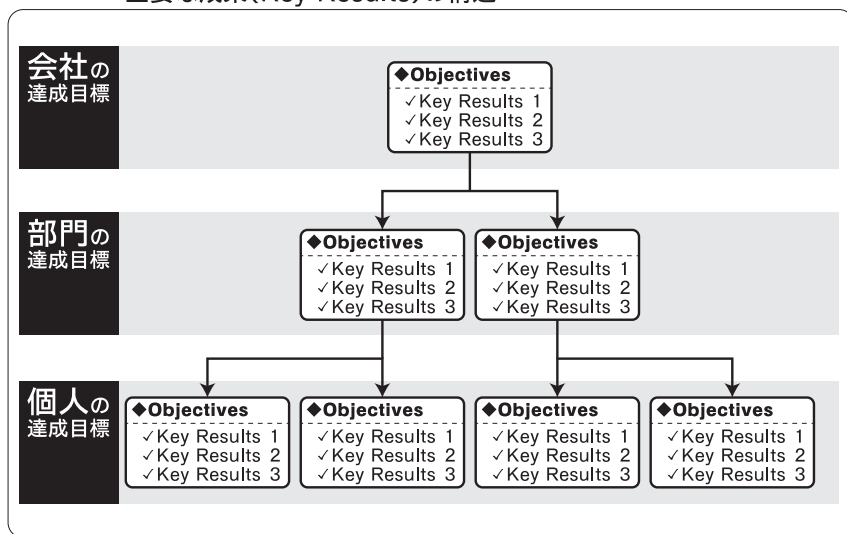 会社の
達成目標
◆Objectives
✓Key Results 1
✓Key Results 2
✓Key Results 3
部門の
達成目標
◆Objectives
✓Key Results 1
✓Key Results 2
✓Key Results 3
◆Objectives
✓Key Results 1
✓Key Results 2
✓Key Results 3
個人の
達成目標
◆Objectives
✓Key Results 1
✓Key Results 2
✓Key Results 3
◆Objectives
✓Key Results 1
✓Key Results 2
✓Key Results 3
◆Objectives
✓Key Results 1
✓Key Results 2
✓Key Results 3
◆Objectives
✓Key Results 1
✓Key Results 2
✓Key Results 3